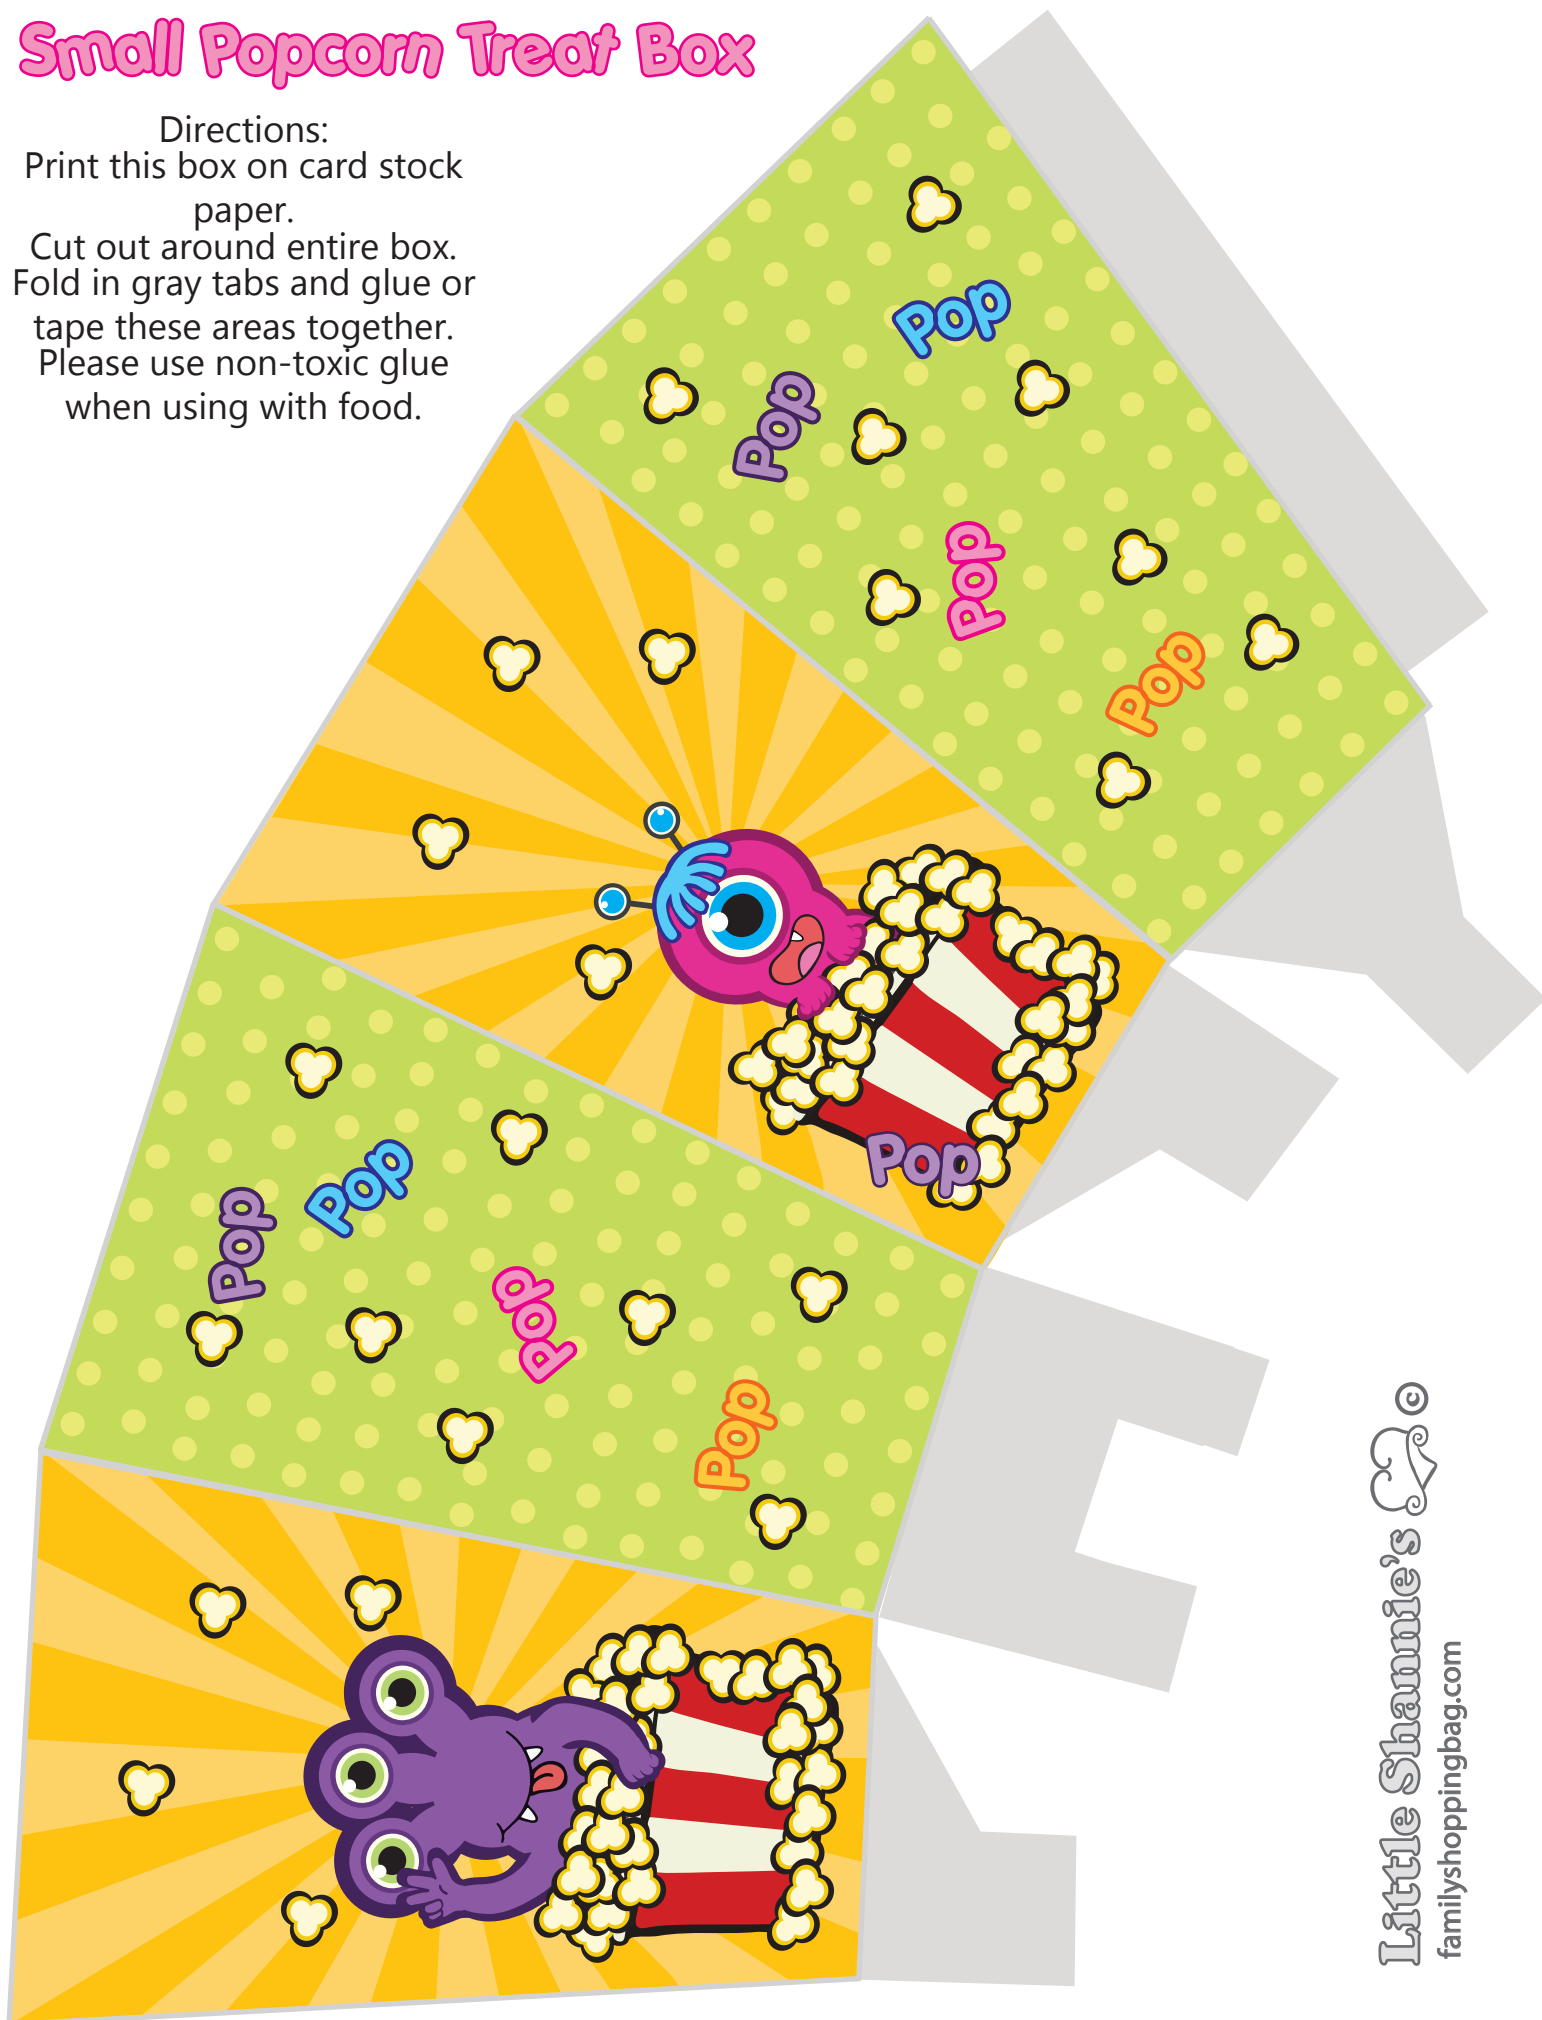 Small Popcorn Treat Box
Directions:
Print this box on card stock
paper.
Cut out around entire box.
Fold in gray tabs and glue or
tape these areas together.
Please use non-toxic glue
when using with food.
Pop
Pop
Pop
Pop
Pop
Pop
Pop
Pop
Pop
Little Shannie's ©
familyshoppingbag.com